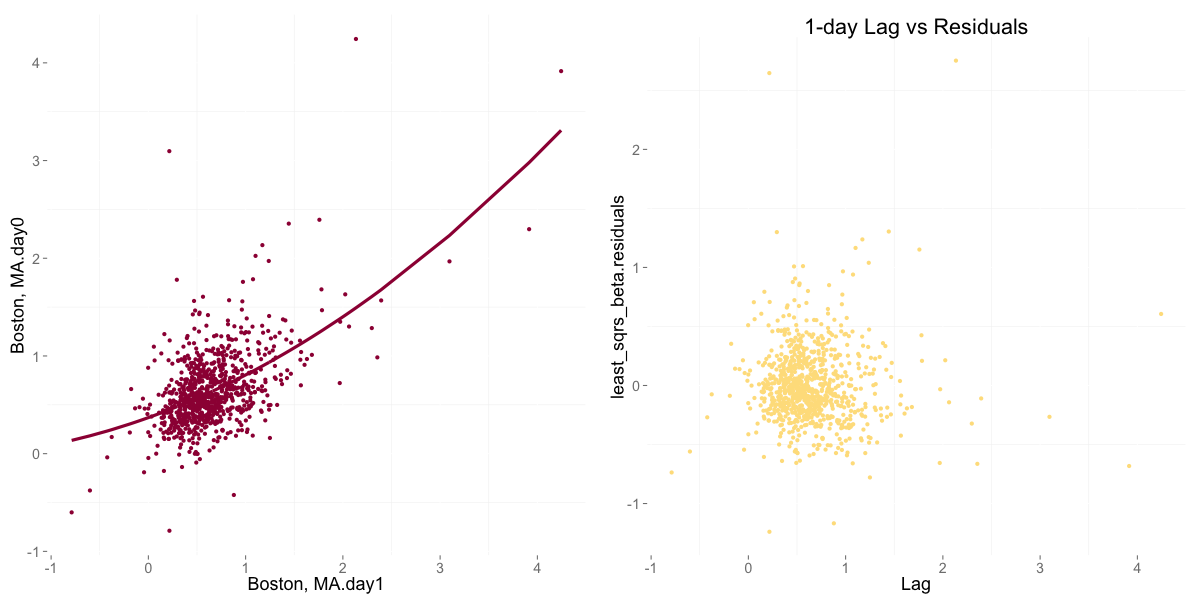 4
3
2
1
0
-1
Boston, MA.day0
-1 0 1 2 3 4
Boston, MA.day1
1-day Lag vs Residuals
2
1
0
-1
least_sqrs_beta.residuals
-1 0 1 2 3 4
Lag